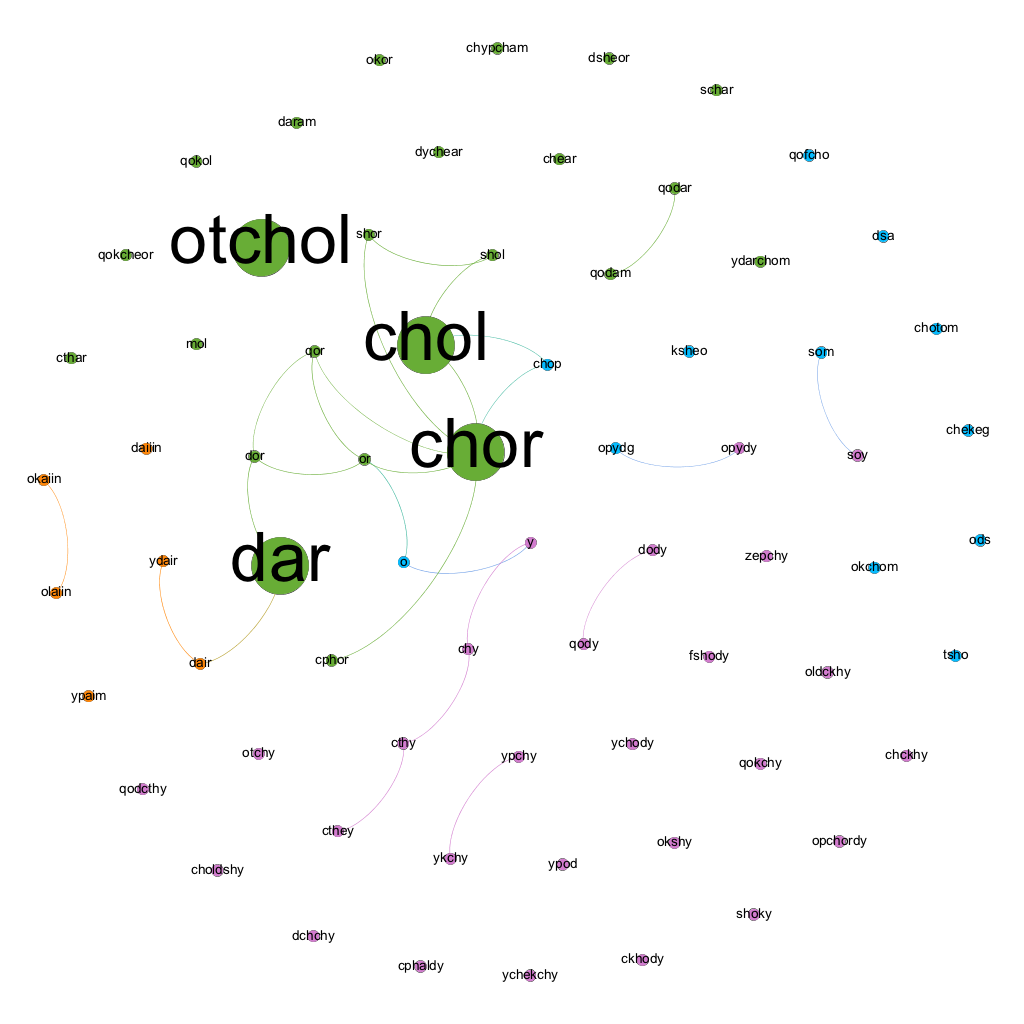 chypcham
okor
dsheor
schar
daram
dychear
chear
qofcho
qokol
qodar
otchol
shor
dsa
qokcheor
shol
ydarchom
qodam
chotom
chol
mol
qor
ksheo
som
cthar
chop
chekeg
chor
daiiin
opydg
opydy
dor
or
soy
okaiin
ods
y
dody
zepchy
ydair
dar
o
okchom
olaiin
qody
chy
tsho
fshody
dair
cphor
oldckhy
ypaim
otchy
cthy
ychody
ypchy
chckhy
qokchy
qodcthy
cthey
okshy
opchordy
ykchy
ypod
choldshy
shoky
dchchy
ckhody
cphaldy
ychekchy